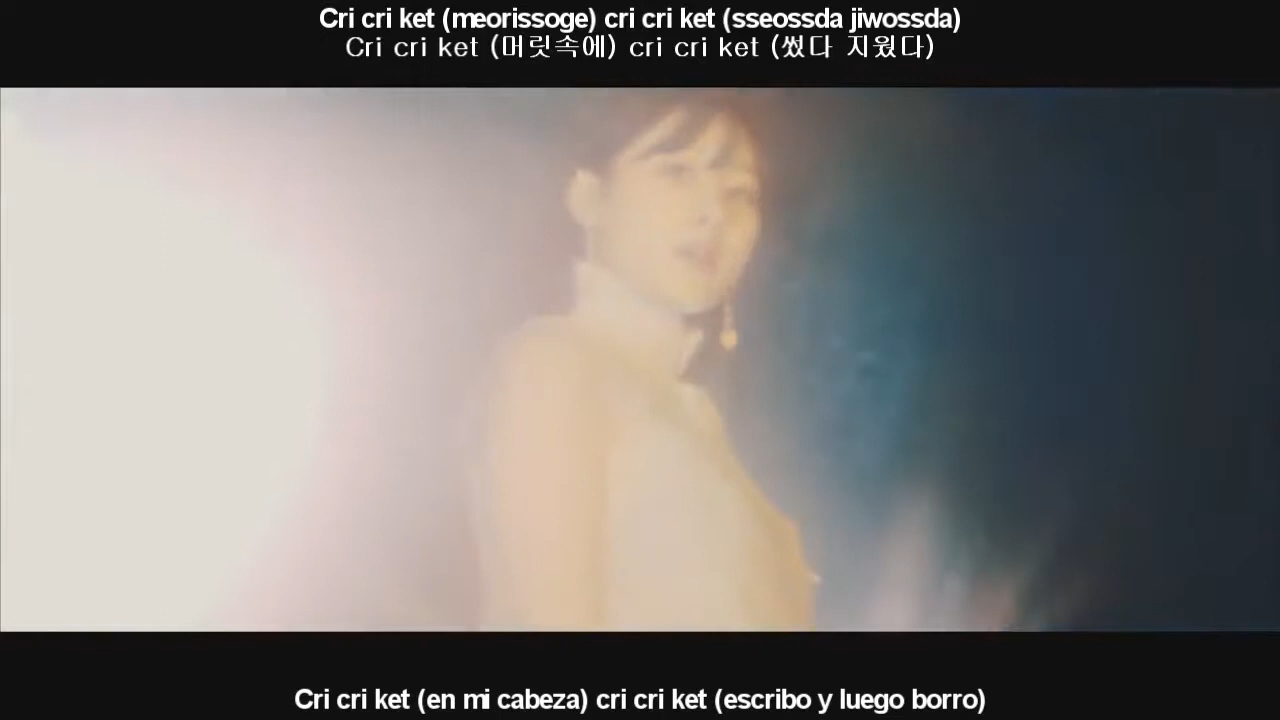 Cri cri ket (meorissoge) cri cri ket (sseossda jiwossda)
Cri cri ket (머릿속에) cri cri ket (썼다 지웠다)
Cri cri ket (en mi cabeza) cri cri ket (escribo y luego borro)